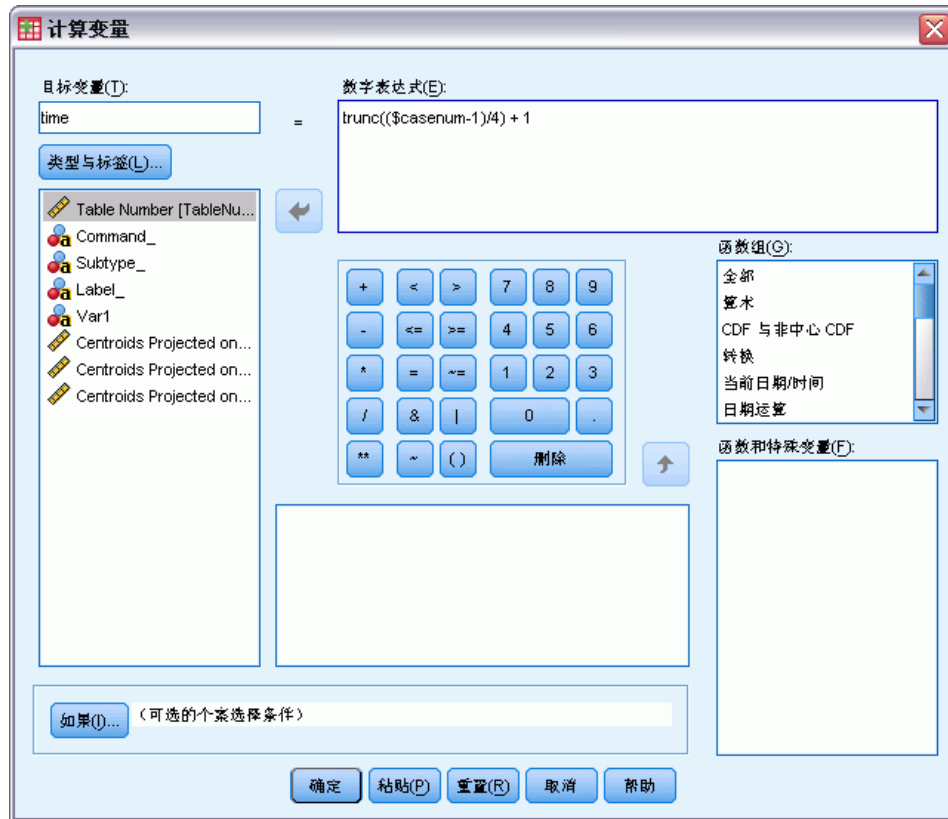 计算变量
目标变量(T):
time
=
数字表达式(E):
trunc(($casenum-1)/4) + 1
类型与标签(L)...
Table Number [TableNu...
Command_
Subtype_
Label_
Var1
Centroids Projected on...
Centroids Projected on...
Centroids Projected on...
+ < > 7 8 9
- <= >= 4 5 6
* = ~= 1 2 3
/ & | 0 .
** ~ ( ) 删除
函数组(G):
全部
算术
CDF 与非中心 CDF
转换
当前日期/时间
日期运算
函数和特殊变量(F):
如果(I)...
(可选的个案选择条件)
确定 粘贴(P) 重置(R) 取消 帮助